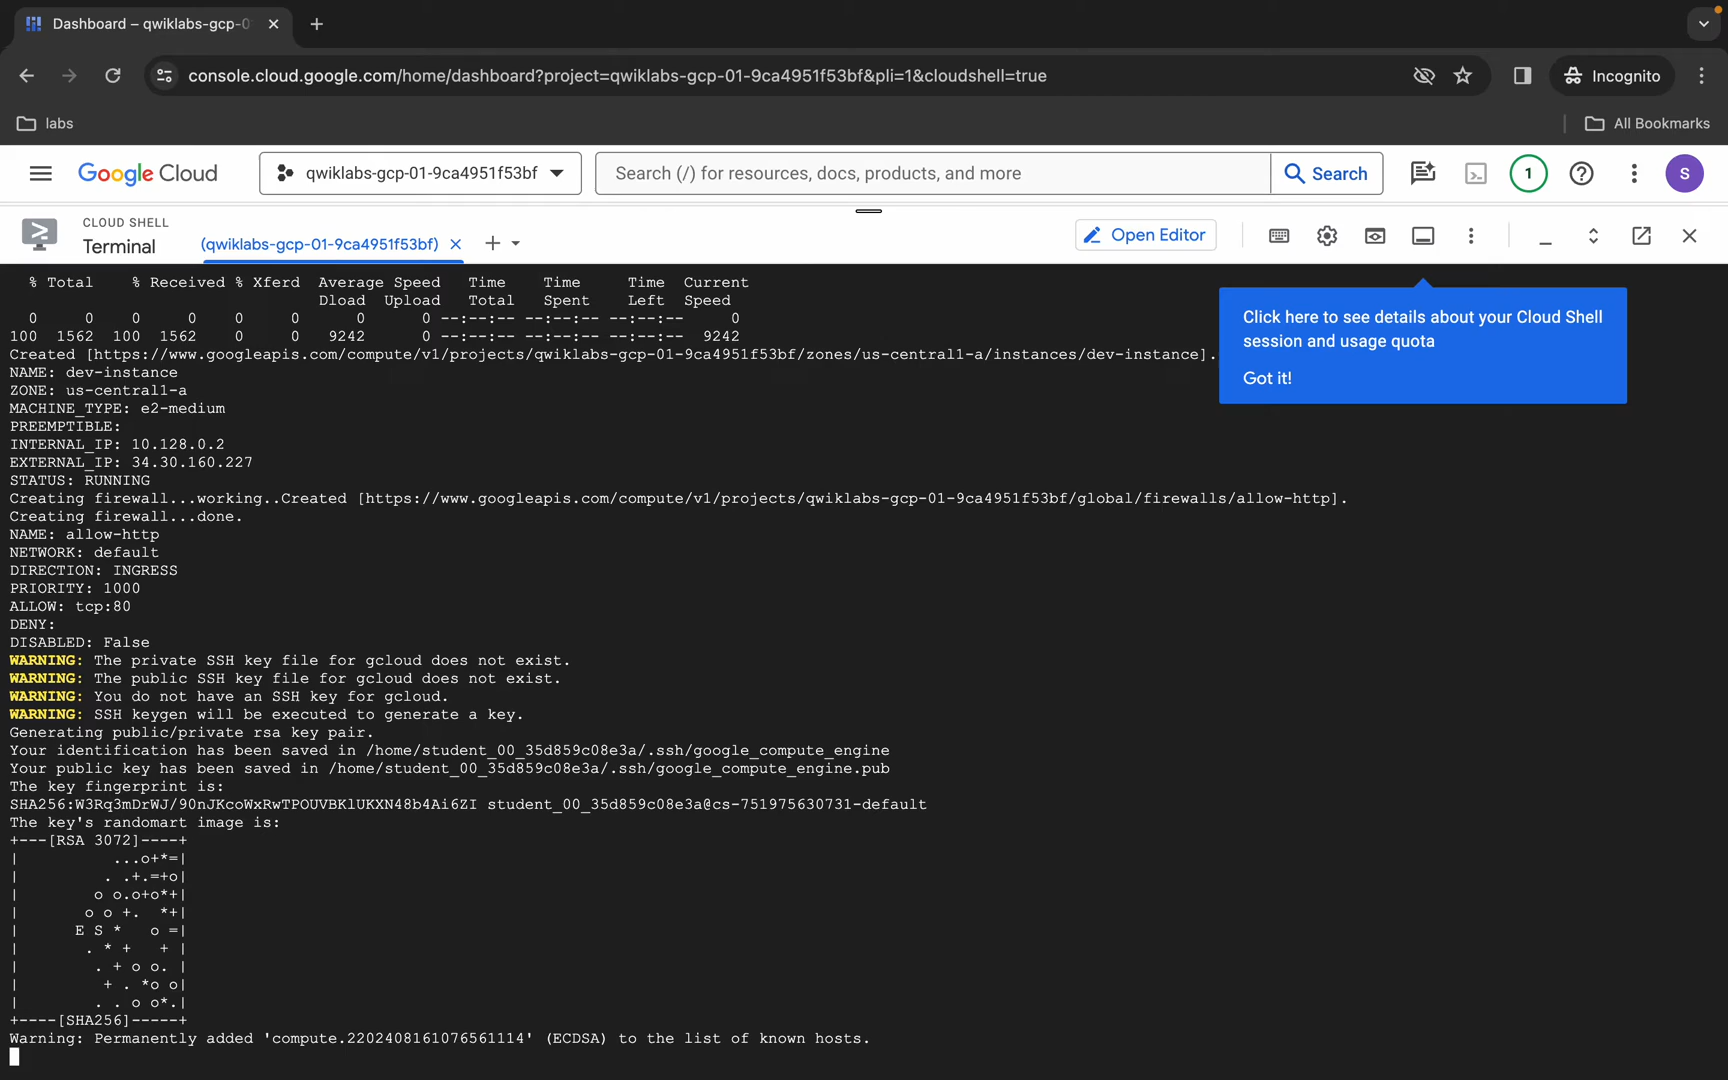 Dashboard – qwiklabs-gcp-0
console.cloud.google.com/home/dashboard?project=qwiklabs-gcp-01-9ca4951f53bf&pli=1&cloudshell=true
Incognito
labs
All Bookmarks
Google Cloud
qwiklabs-gcp-01-9ca4951f53bf
Search (/) for resources, docs, products, and more
Search
1
S
CLOUD SHELL
Terminal
(qwiklabs-gcp-01-9ca4951f53bf)
Open Editor
Click here to see details about your Cloud Shell
session and usage quota
Got it!
% Total % Received % Xferd Average Speed Time Time Time Current
Dload Upload Total Spent Left Speed
0 0 0 0 0 0 0 0 --:--:-- --:--:-- --:--:-- 0
100 1562 100 1562 0 0 9242 0 --:--:-- --:--:-- --:--:-- 9242
Created [https://www.googleapis.com/compute/v1/projects/qwiklabs-gcp-01-9ca4951f53bf/zones/us-central1-a/instances/dev-instance].
NAME: dev-instance
ZONE: us-central1-a
MACHINE_TYPE: e2-medium
PREEMPTIBLE:
INTERNAL_IP: 10.128.0.2
EXTERNAL_IP: 34.30.160.227
STATUS: RUNNING
Creating firewall...working..Created [https://www.googleapis.com/compute/v1/projects/qwiklabs-gcp-01-9ca4951f53bf/global/firewalls/allow-http].
Creating firewall...done.
NAME: allow-http
NETWORK: default
DIRECTION: INGRESS
PRIORITY: 1000
ALLOW: tcp:80
DENY:
DISABLED: False
WARNING: The private SSH key file for gcloud does not exist.
WARNING: The public SSH key file for gcloud does not exist.
WARNING: You do not have an SSH key for gcloud.
WARNING: SSH keygen will be executed to generate a key.
Generating public/private rsa key pair.
Your identification has been saved in /home/student_00_35d859c08e3a/.ssh/google_compute_engine
Your public key has been saved in /home/student_00_35d859c08e3a/.ssh/google_compute_engine.pub
The key fingerprint is:
SHA256:W3Rq3mDrWJ/90nJKcoWxRwTPOUVBKlUKXN48b4Ai6ZI student_00_35d859c08e3a@cs-751975630731-default
The key's randomart image is:
+---[RSA 3072]----+
|          ...o+*=|
|         . .+.=+o|
|        o o.o+o*+|
|       o o +.  *+|
|      E S *   o =|
|       . * +   + |
|        . + o o. |
|         + . *o o|
|        . . o o*.|
+----[SHA256]-----+
Warning: Permanently added 'compute.2202408161076561114' (ECDSA) to the list of known hosts.